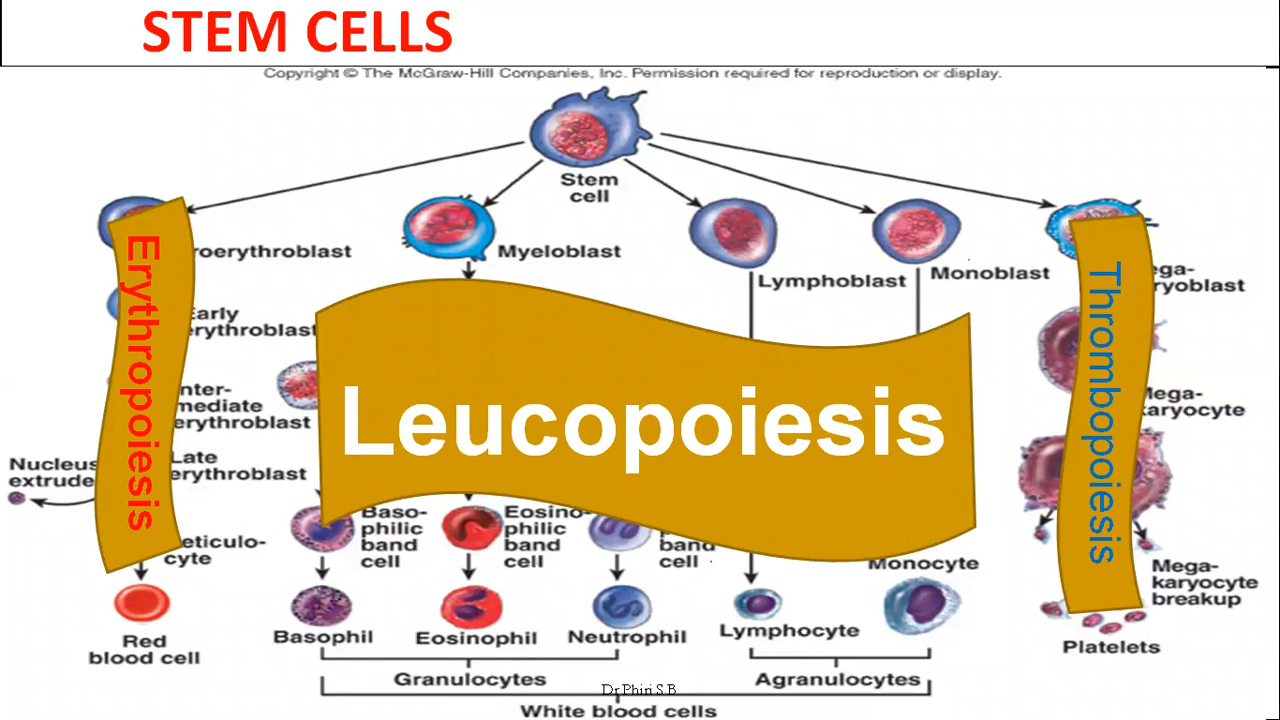 STEM CELLS
Copyright © The McGraw-Hill Companies, Inc. Permission required for reproduction or display.
Stem
cell
roerythroblast
Myeloblast
Lymphoblast
Monoblast
ega-
ryoblast
Early
erythroblast
nter-
mediate
erythroblast
Mega-
karyocyte
Late
erythroblast
Nucleus
extrude
Erythropoiesis
Leucopoiesis
Thrombopoiesis
eticulo-
cyte
Baso-
philic
band
cell
Eosino-
philic
band
cell
band
cell
Monocyte
Mega-
karyocyte
breakup
Red
blood cell
Basophil
Eosinophil
Neutrophil
Lymphocyte
Platelets
Granulocytes
Agranulocytes
Dr Phiri S.B
White blood cells